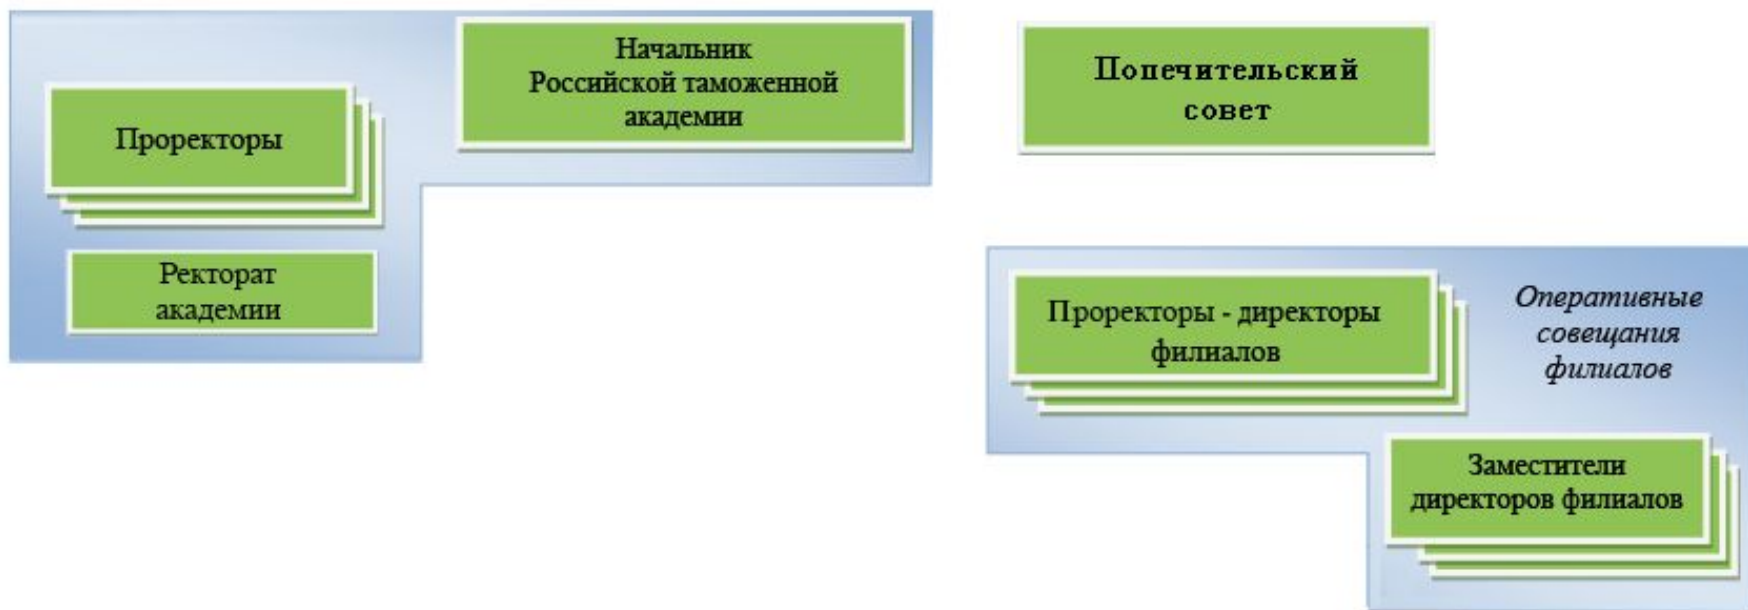 Начальник
Российской таможенной
академии
Попечительский
совет
Проректоры
Ректорат
академии
Проректоры - директоры
филиалов
Оперативные
совещания
филиалов
Заместители
директоров филиалов